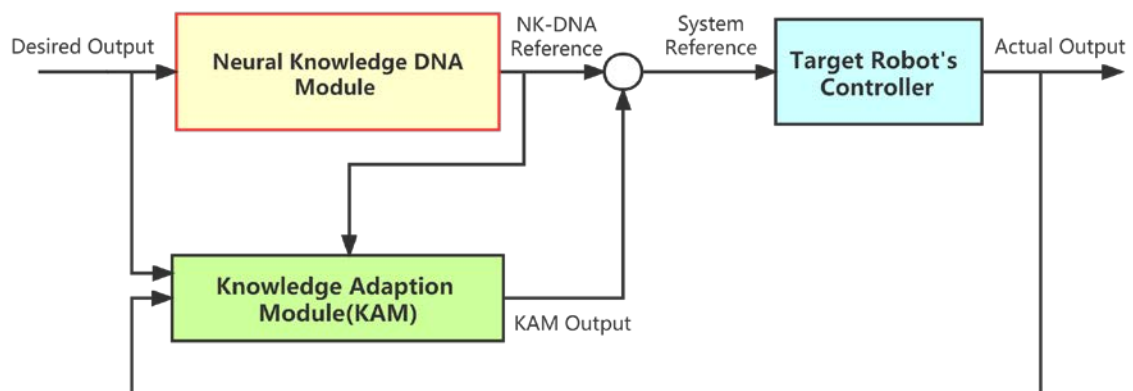 Desired Output
Neural Knowledge DNA
Module
NK-DNA
Reference
System
Reference
Target Robot's
Controller
Actual Output
Knowledge Adaption
Module(KAM)
KAM Output